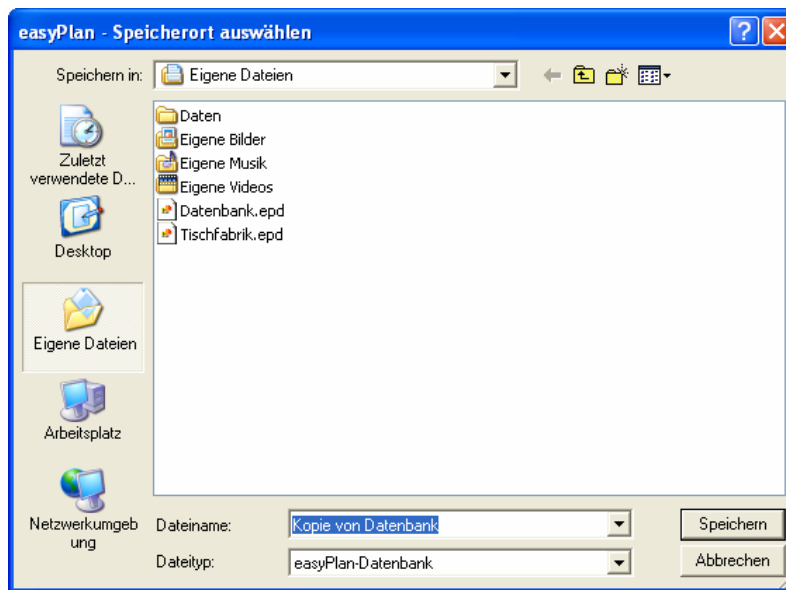 easyPlan - Speicherort auswählen
Speichern in:
Eigene Dateien
Zuletzt
verwendete D...
Desktop
Eigene Dateien
Arbeitsplatz
Netzwerkumgeb
ung
Daten
Eigene Bilder
Eigene Musik
Eigene Videos
Datenbank.epd
Tischfabrik.epd
Dateiname:
Kopie von Datenbank
Speichern
Dateityp:
easyPlan-Datenbank
Abbrechen